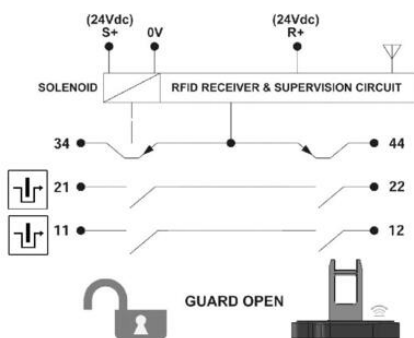 (24Vdc) (24Vdc)
S+ 0V R+
SOLENOID RFID RECEIVER & SUPERVISION CIRCUIT
34 44
21 22
11 12
GUARD OPEN